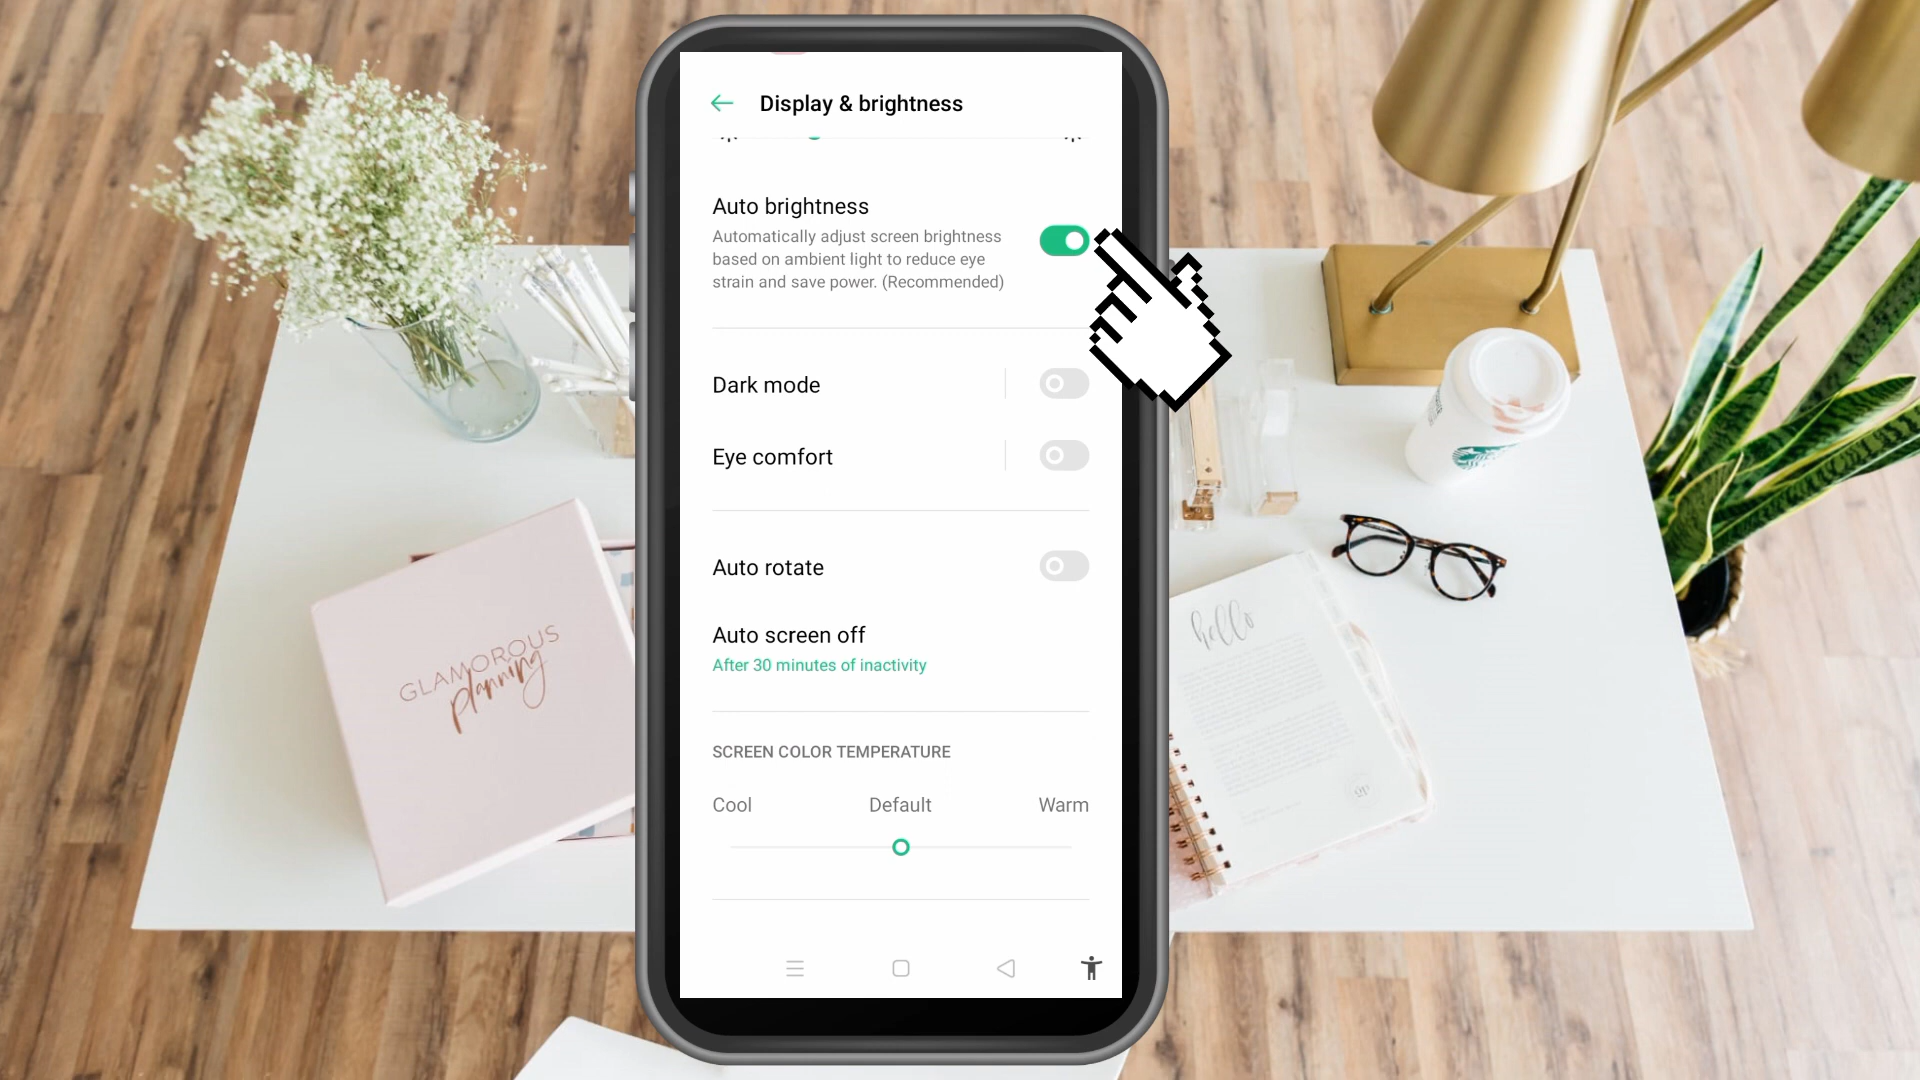 Display & brightness
Auto brightness
Automatically adjust screen brightness
based on ambient light to reduce eye
strain and save power. (Recommended)
Dark mode
Eye comfort
Auto rotate
Auto screen off
After 30 minutes of inactivity
SCREEN COLOR TEMPERATURE
Cool Default Warm
GLAMOROUS
planning
hello